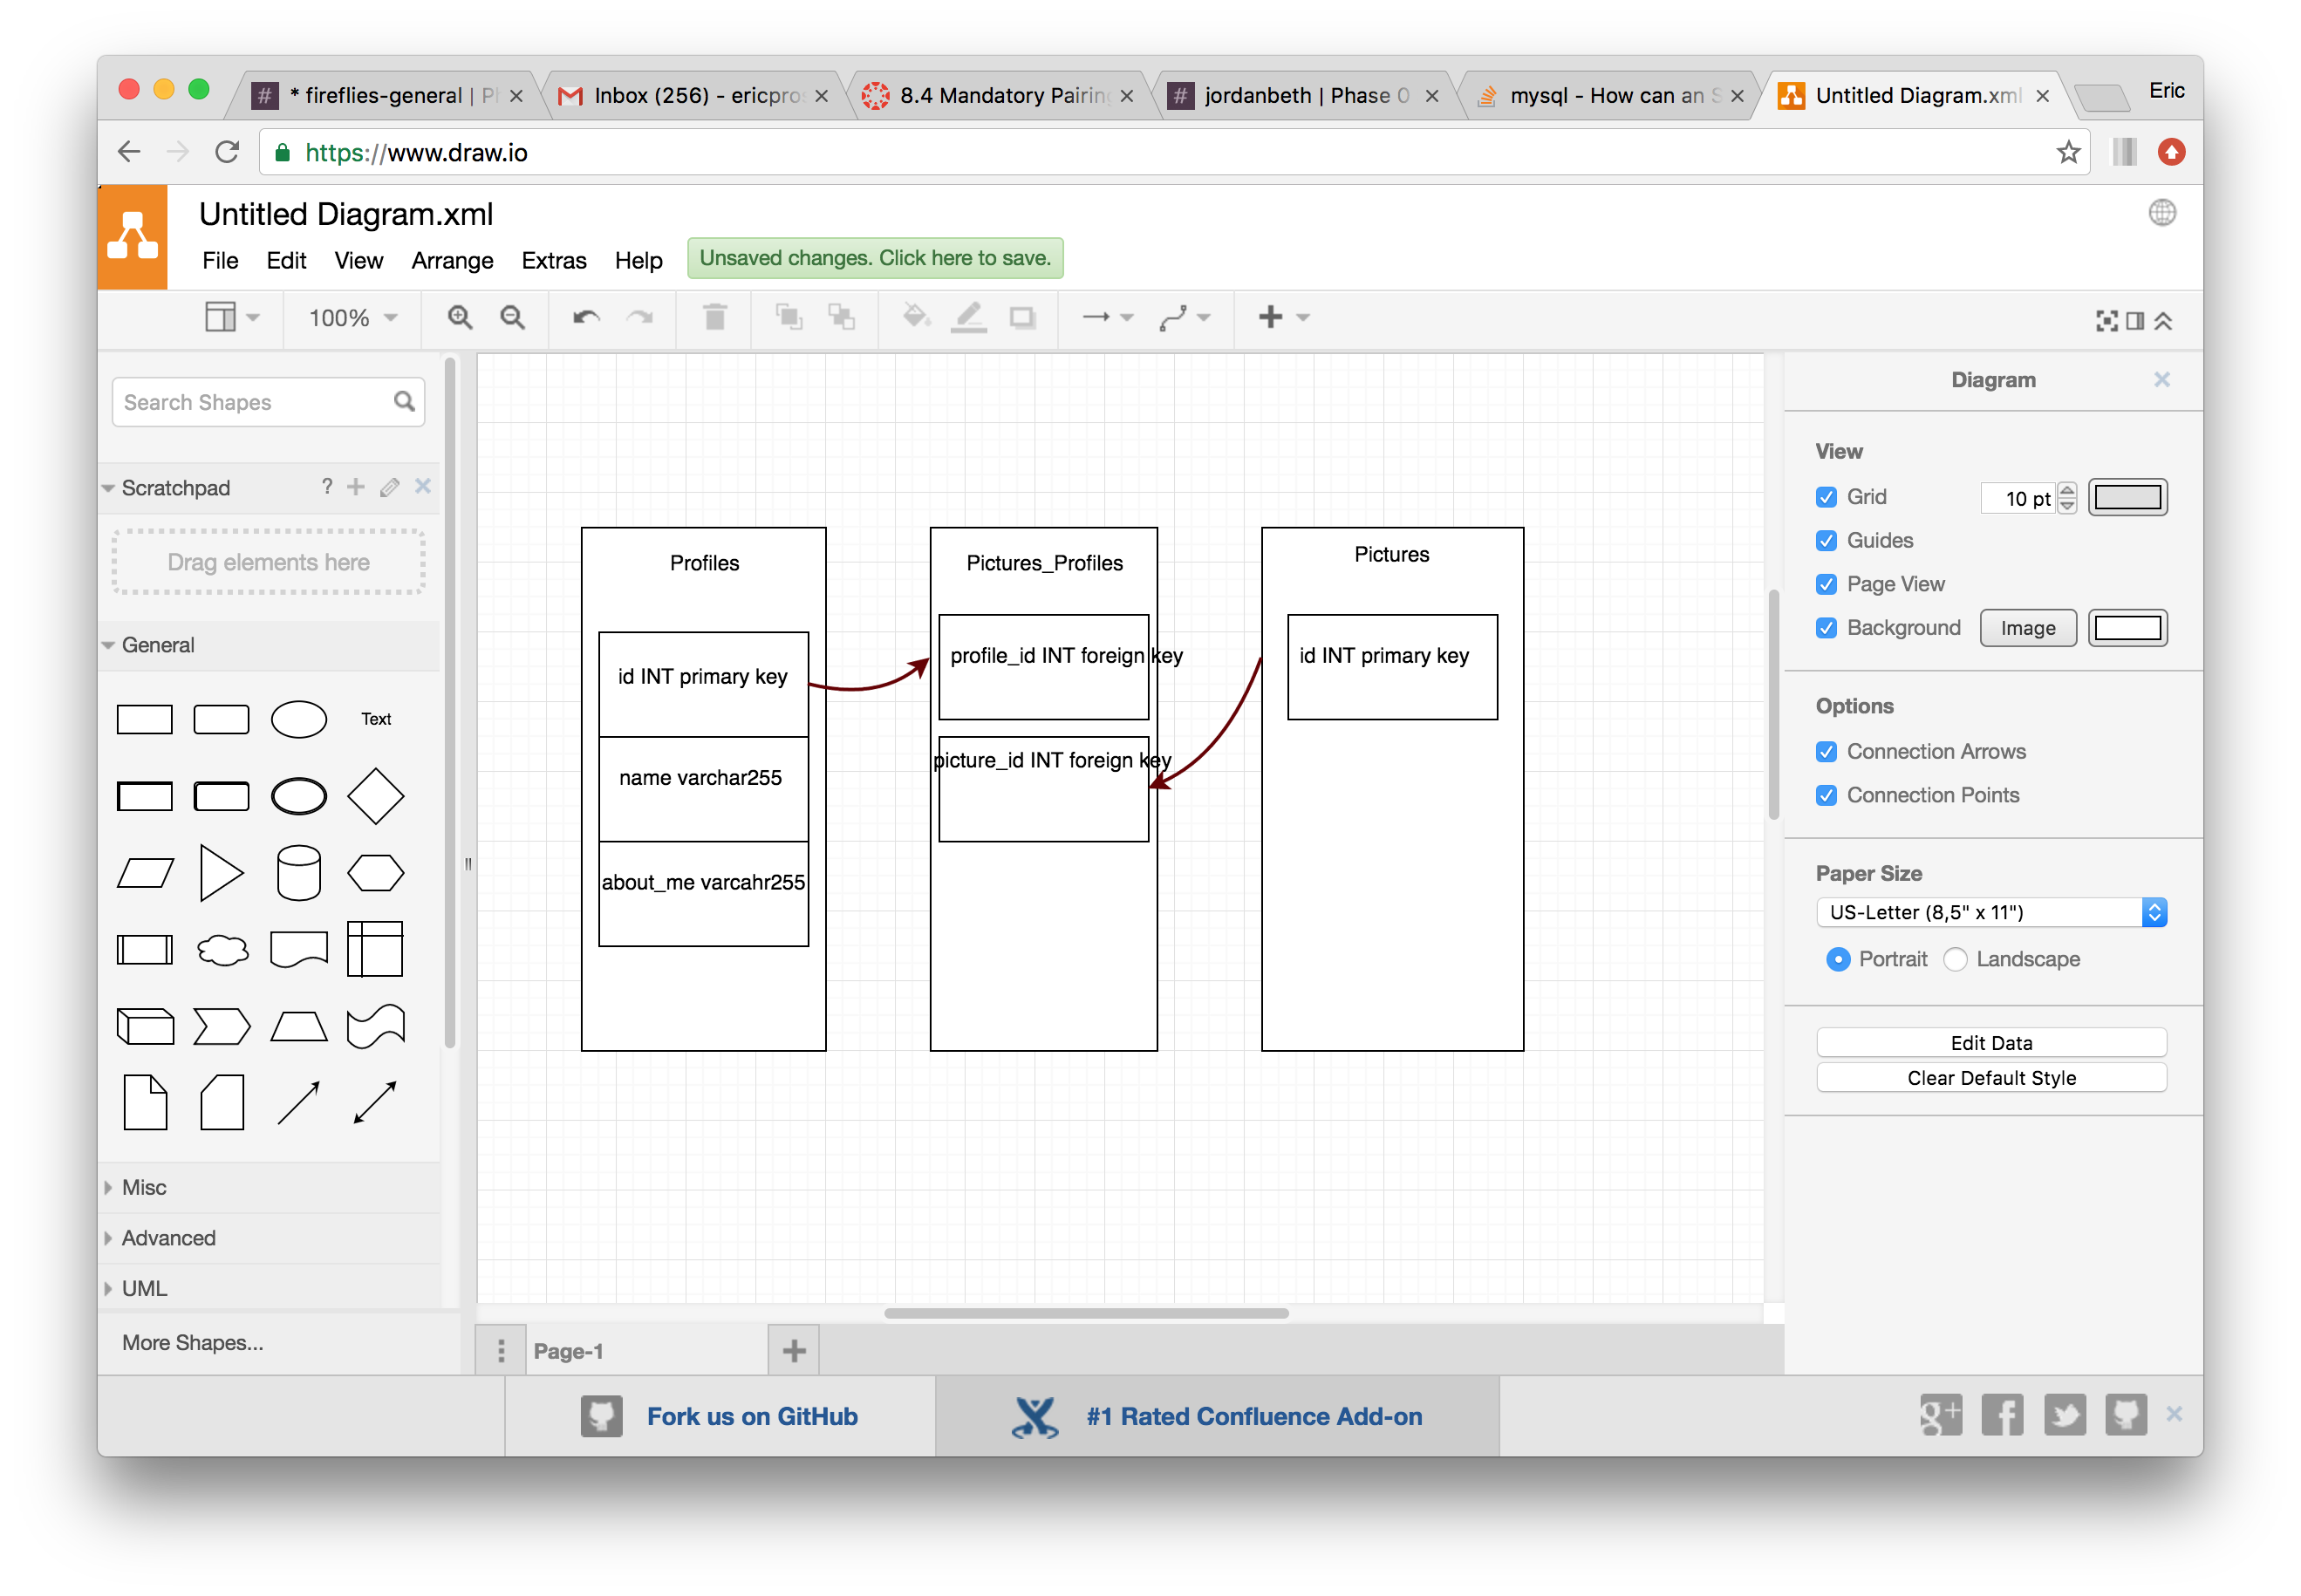 * fireflies-general | Ph
Inbox (256) - ericpros
8.4 Mandatory Pairing
jordanbeth | Phase 0
mysql - How can an S
Untitled Diagram.xml
Eric
https://www.draw.io
Untitled Diagram.xml
File Edit View Arrange Extras Help
Unsaved changes. Click here to save.
100%
Search Shapes
Scratchpad
?
Drag elements here
General
Text
Misc
Advanced
UML
More Shapes...
Profiles
id INT primary key
name varchar255
about_me varcahr255
Pictures_Profiles
profile_id INT foreign key
picture_id INT foreign key
Pictures
id INT primary key
Diagram
View
Grid
10 pt
Guides
Page View
Background
Image
Options
Connection Arrows
Connection Points
Paper Size
US-Letter (8,5" x 11")
Portrait
Landscape
Edit Data
Clear Default Style
Page-1
Fork us on GitHub
#1 Rated Confluence Add-on
g+